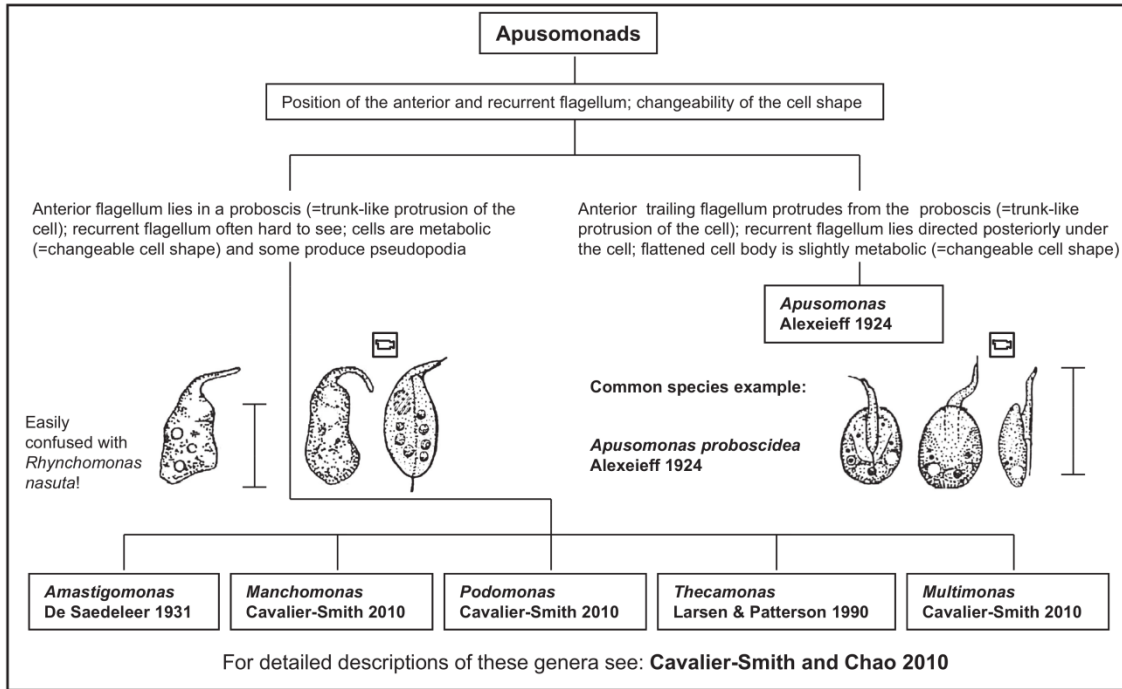 Apusomonads
Position of the anterior and recurrent flagellum; changeability of the cell shape
Anterior flagellum lies in a proboscis (=trunk-like protrusion of the
cell); recurrent flagellum often hard to see; cells are metabolic
(=changeable cell shape) and some produce pseudopodia
Anterior trailing flagellum protrudes from the proboscis (=trunk-like
protrusion of the cell); recurrent flagellum lies directed posteriorly under
the cell; flattened cell body is slightly metabolic (=changeable cell shape)
Apusomonas
Alexeieff 1924
Easily
confused with
Rhynchomonas
nasuta!
Common species example:
Apusomonas proboscidea
Alexeieff 1924
Amastigomonas
De Saedeleer 1931
Manchomonas
Cavalier-Smith 2010
Podomonas
Cavalier-Smith 2010
Thecamonas
Larsen & Patterson 1990
Multimonas
Cavalier-Smith 2010
For detailed descriptions of these genera see: Cavalier-Smith and Chao 2010